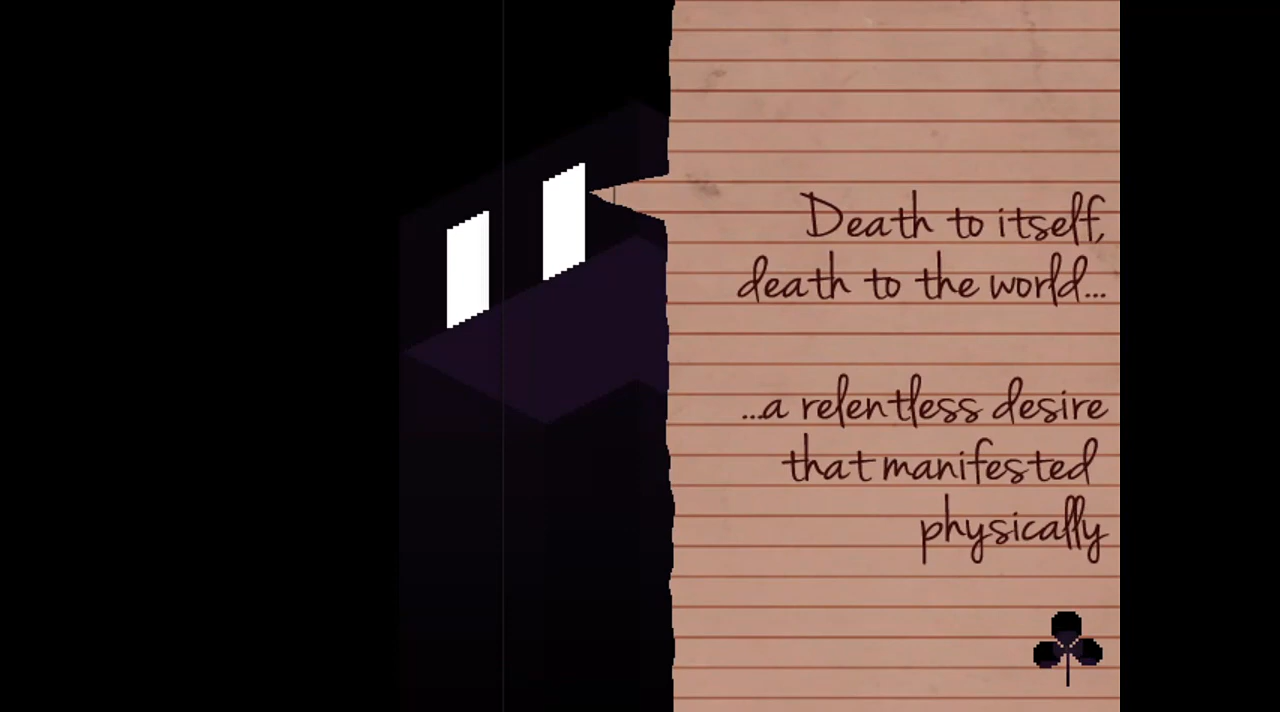 Death to itself,
death to the world...
...a relentless desire
that manifested
physically